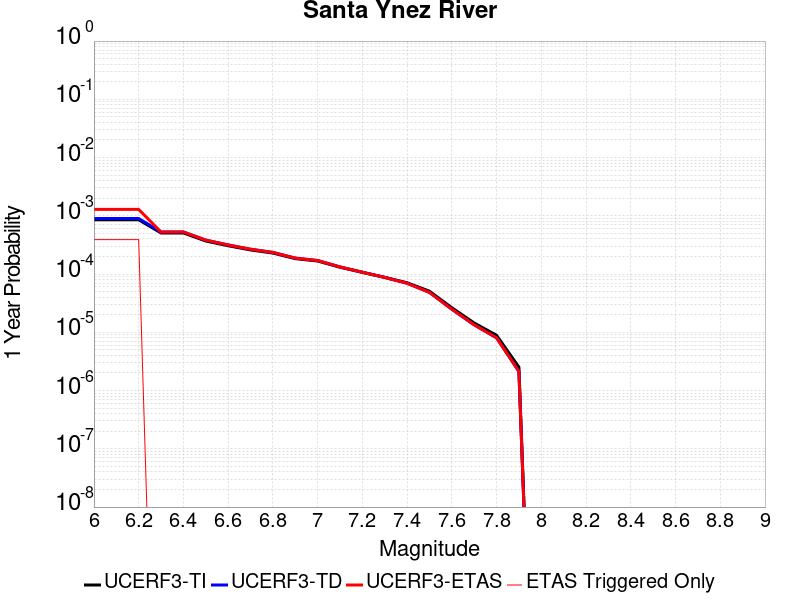 Santa Ynez River
1 Year Probability
10^0
10^-1
10^-2
10^-3
10^-4
10^-5
10^-6
10^-7
10^-8
6 6.2 6.4 6.6 6.8 7 7.2 7.4 7.6 7.8 8 8.2 8.4 8.6 8.8 9
Magnitude
UCERF3-TI UCERF3-TD UCERF3-ETAS ETAS Triggered Only